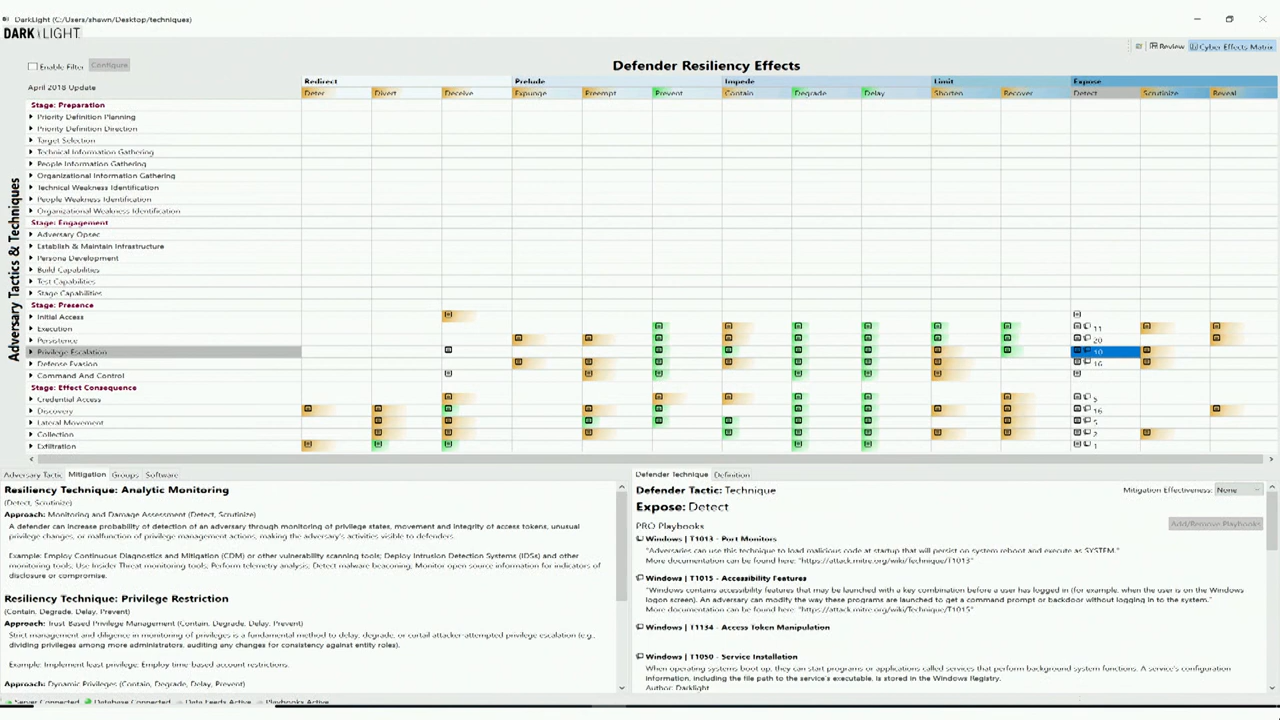 DarkLight (C:/Users/shawn/Desktop/techniques)
DARK LIGHT
Review
Cyber Effects Matrix
Enable Filter
Configure
Defender Resiliency Effects
April 2018 Update
Redirect Prelude Impede Limit Expose
Deter Divert Deceive Expunge Preempt Prevent Contain Degrade Delay Shorten Recover Detect Scrutinize Reveal
Adversary Tactics & Techniques
Stage: Preparation
Priority Definition Planning
Priority Definition Direction
Target Selection
Technical Information Gathering
People Information Gathering
Organizational Information Gathering
Technical Weakness Identification
People Weakness Identification
Organizational Weakness Identification
Stage: Engagement
Adversary Opsec
Establish & Maintain Infrastructure
Persona Development
Build Capabilities
Test Capabilities
Stage Capabilities
Stage: Presence
Initial Access
Execution 11
Persistence 20
Privilege Escalation 10
Defense Evasion 16
Command And Control
Stage: Effect Consequence
Credential Access 5
Discovery 16
Lateral Movement 5
Collection 2
Exfiltration 1
Adversary Tactic Mitigation Groups Software
Resiliency Technique: Analytic Monitoring
(Detect, Scrutinize)
Approach: Monitoring and Damage Assessment (Detect, Scrutinize)
A defender can increase probability of detection of an adversary through monitoring of privilege states, movement and integrity of access tokens, unusual
privilege changes, or malfunction of privilege management actions, making the adversary's activities visible to defenders.
Example: Employ Continuous Diagnostics and Mitigation (CDM) or other vulnerability scanning tools; Deploy Intrusion Detection Systems (IDSs) and other
monitoring tools; Use Insider Threat monitoring tools; Perform telemetry analysis; Detect malware beaconing, Monitor open source information for indicators of
disclosure or compromise.
Resiliency Technique: Privilege Restriction
(Contain, Degrade, Delay, Prevent)
Approach: Trust Based Privilege Management (Contain, Degrade, Delay, Prevent)
Strict management and diligence in monitoring of privileges is a fundamental method to delay, degrade, or curtail attacker-attempted privilege escalation (e.g.,
dividing privileges among more administrators, auditing any changes for consistency against entity roles).
Example: Implement least privilege; Employ time-based account restrictions.
Approach: Dynamic Privileges (Contain, Degrade, Delay, Prevent)
Defender Technique Definition
Defender Tactic: Technique
Mitigation Effectiveness: None
Expose: Detect
PRO Playbooks
Add/Remove Playbooks
Windows | T1013 - Port Monitors
"Adversaries can use this technique to load malicious code at startup that will persist on system reboot and execute as SYSTEM."
More documentation can be found here: "https://attack.mitre.org/wiki/Technique/T1013"
Windows | T1015 - Accessibility Features
"Windows contains accessibility features that may be launched with a key combination before a user has logged in (for example, when the user is on the Windows
logon screen). An adversary can modify the way these programs are launched to get a command prompt or backdoor without logging in to the system."
More documentation can be found here: "https://attack.mitre.org/wiki/Technique/T1015"
Windows | T1134 - Access Token Manipulation
Windows | T1050 - Service Installation
When operating systems boot up, they can start programs or applications called services that perform background system functions. A service's configuration
information, including the file path to the service's executable, is stored in the Windows Registry.
Author: Darklight
Server Connected Database Connected Data Feeds Active Playbooks Active